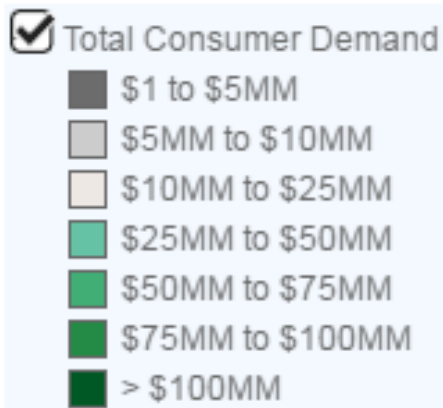 Total Consumer Demand
$1 to $5MM
$5MM to $10MM
$10MM to $25MM
$25MM to $50MM
$50MM to $75MM
$75MM to $100MM
> $100MM